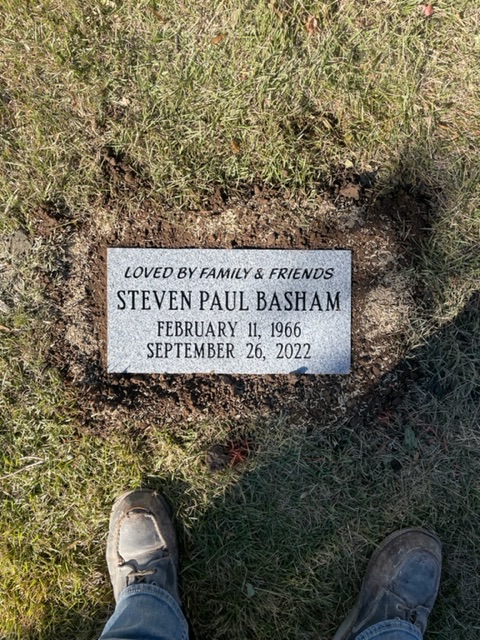 LOVED BY FAMILY & FRIENDS
STEVEN PAUL BASHAM
FEBRUARY 11, 1966
SEPTEMBER 26, 2022